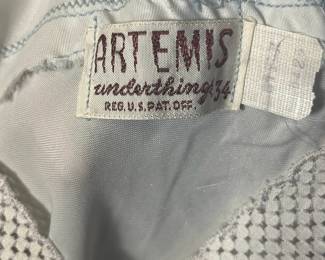 ARTEMIS
underthings 34
REG. U.S. PAT. OFF.